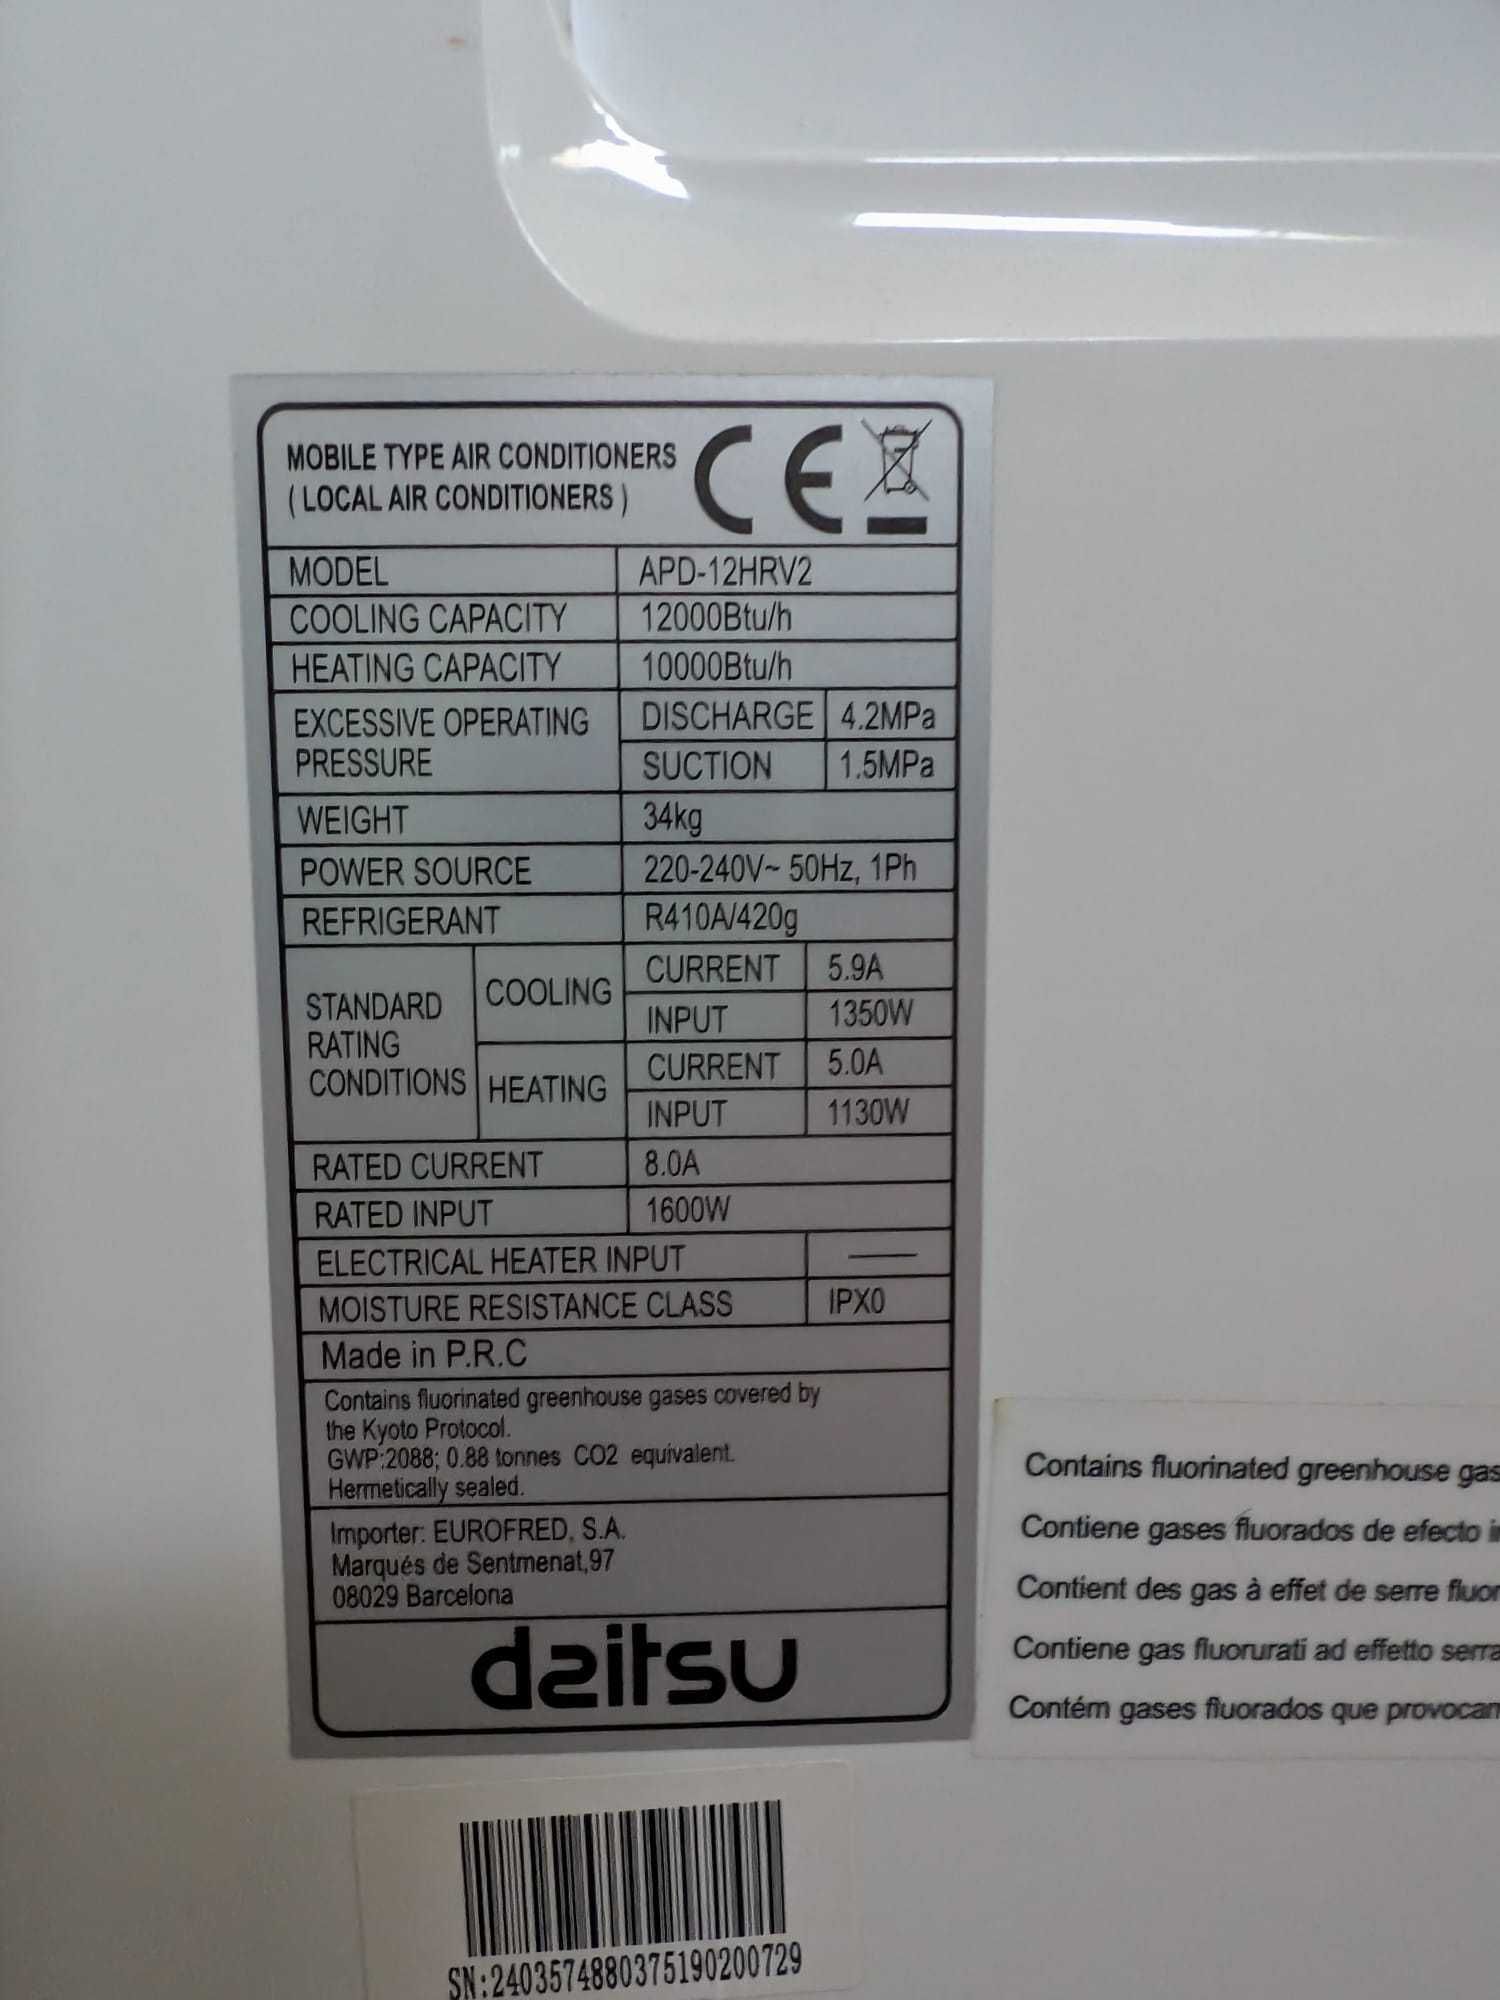 MOBILE TYPE AIR CONDITIONERS
( LOCAL AIR CONDITIONERS )
CE
MODEL APD-12HRV2
COOLING CAPACITY 12000Btu/h
HEATING CAPACITY 10000Btu/h
EXCESSIVE OPERATING PRESSURE DISCHARGE 4.2MPa
SUCTION 1.5MPa
WEIGHT 34kg
POWER SOURCE 220-240V~ 50Hz, 1Ph
REFRIGERANT R410A/420g
STANDARD RATING CONDITIONS COOLING CURRENT 5.9A
INPUT 1350W
HEATING CURRENT 5.0A
INPUT 1130W
RATED CURRENT 8.0A
RATED INPUT 1600W
ELECTRICAL HEATER INPUT ——
MOISTURE RESISTANCE CLASS IPX0
Made in P.R.C
Contains fluorinated greenhouse gases covered by
the Kyoto Protocol.
GWP:2088; 0.88 tonnes CO2 equivalent.
Hermetically sealed.
Importer: EUROFRED, S.A.
Marqués de Sentmenat,97
08029 Barcelona
daitsu
Contains fluorinated greenhouse gas
Contiene gases fluorados de efecto i
Contient des gas à effet de serre fluor
Contiene gas fluorurati ad effetto serra
Contém gases fluorados que provocan
SN:2403574880375190200729